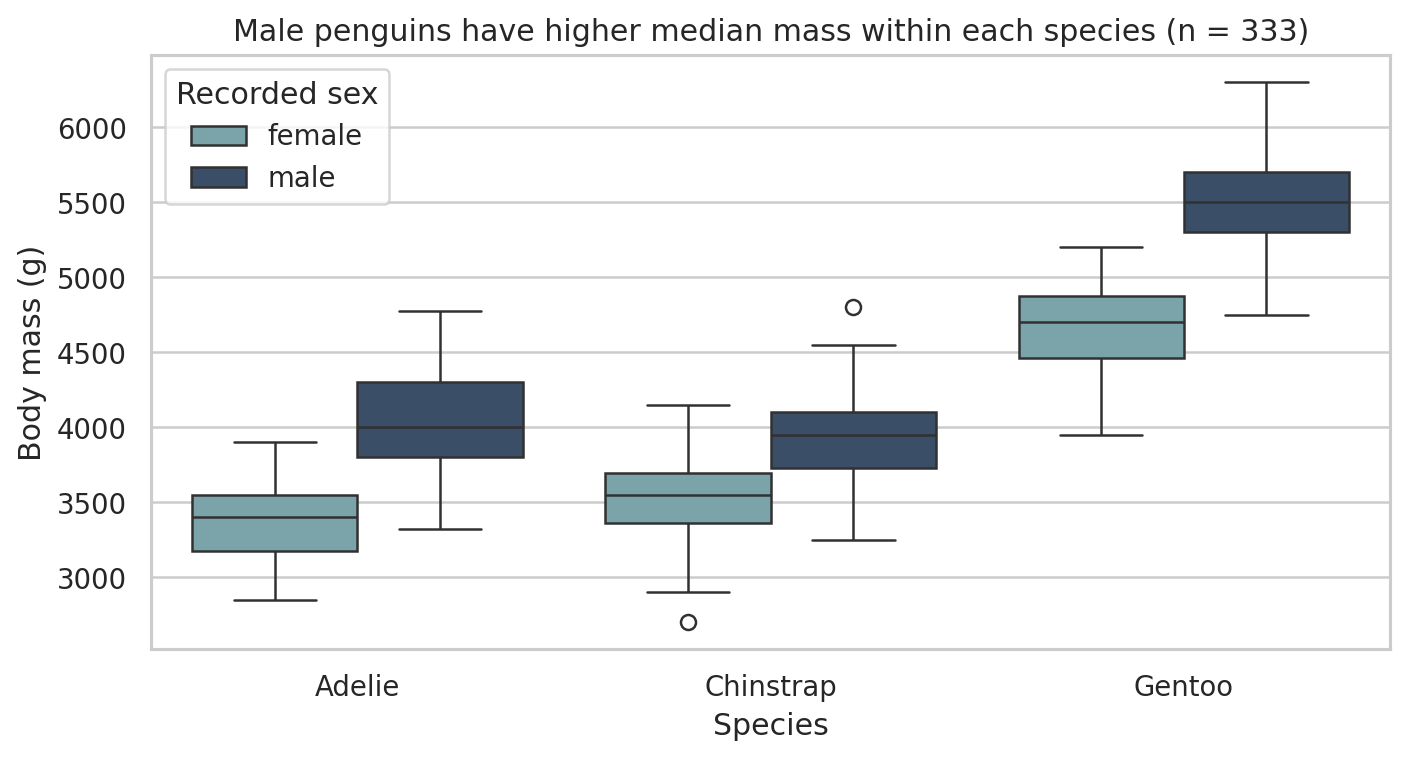 Male penguins have higher median mass within each species (n = 333)
Recorded sex
female
male
Body mass (g)
6000
5500
5000
4500
4000
3500
3000
Adelie Chinstrap Gentoo
Species